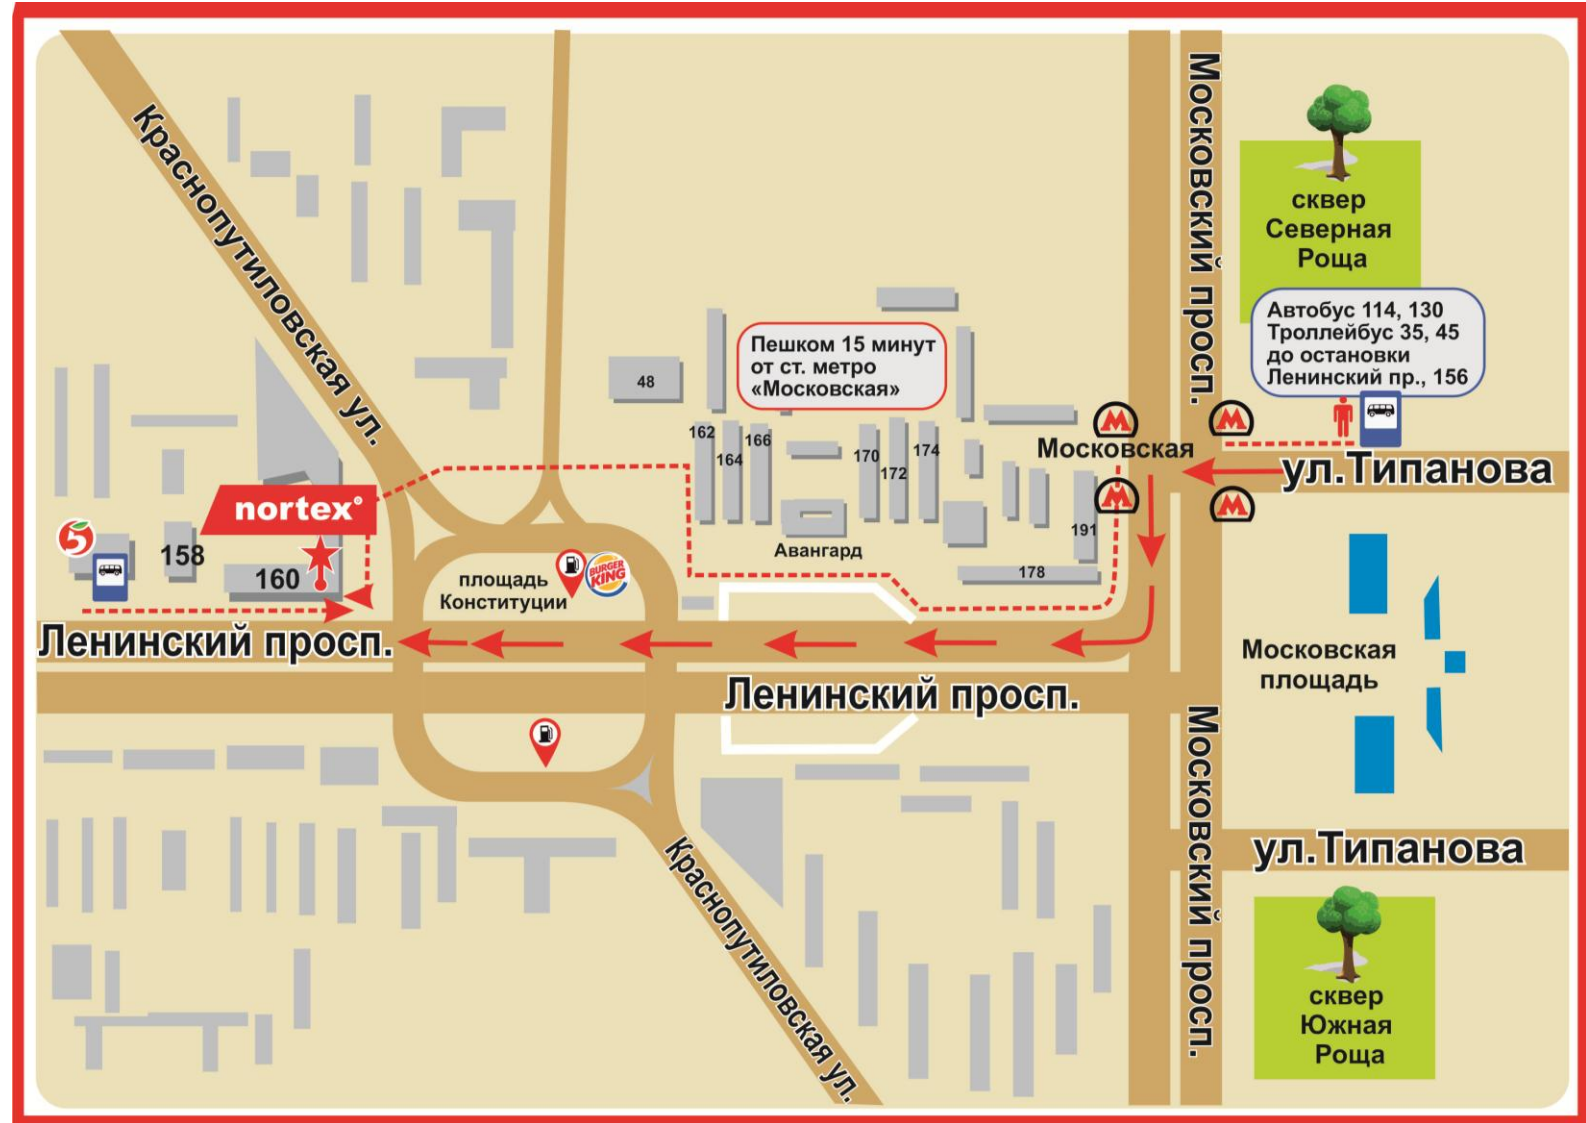 Краснопутиловская ул.
Московский просп.
сквер
Северная
Роща
Автобус 114, 130
Троллейбус 35, 45
до остановки
Ленинский пр., 156
Пешком 15 минут
от ст. метро
«Московская»
48
162
164
166
170
172
174
М
М
Московская
М
М
ул.Типанова
191
178
Авангард
nortex®
5
158
160
площадь
Конституции
BURGER
KING
Ленинский просп.
Ленинский просп.
Московская
площадь
Московский просп.
ул.Типанова
Краснопутиловская ул.
сквер
Южная
Роща